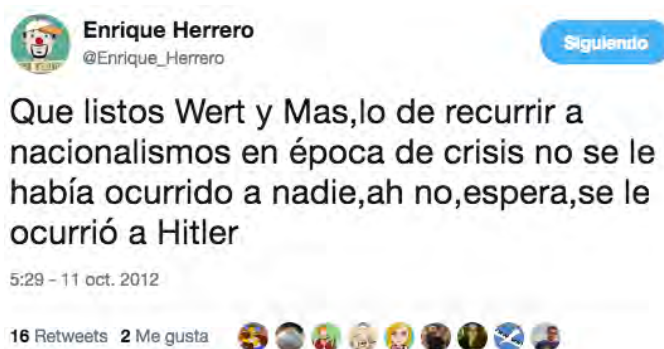 Enrique Herrero
@Enrique_Herrero
Siguiendo
Que listos Wert y Mas,lo de recurrir a
nacionalismos en época de crisis no se le
había ocurrido a nadie,ah no,espera,se le
ocurrió a Hitler
5:29 - 11 oct. 2012
16 Retweets 2 Me gusta